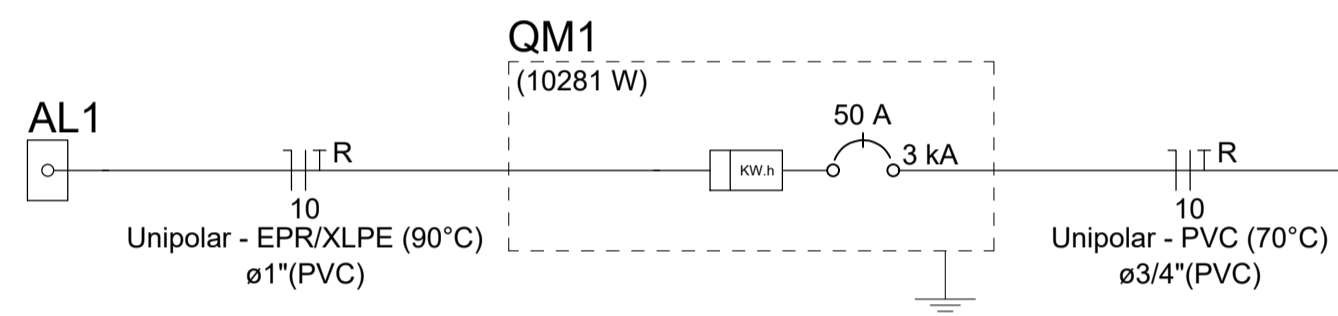 QM1
(10281 W)
AL1
R
10
Unipolar - EPR/XLPE (90°C)
ø1"(PVC)
KW.h
50 A
3 kA
R
10
Unipolar - PVC (70°C)
ø3/4"(PVC)